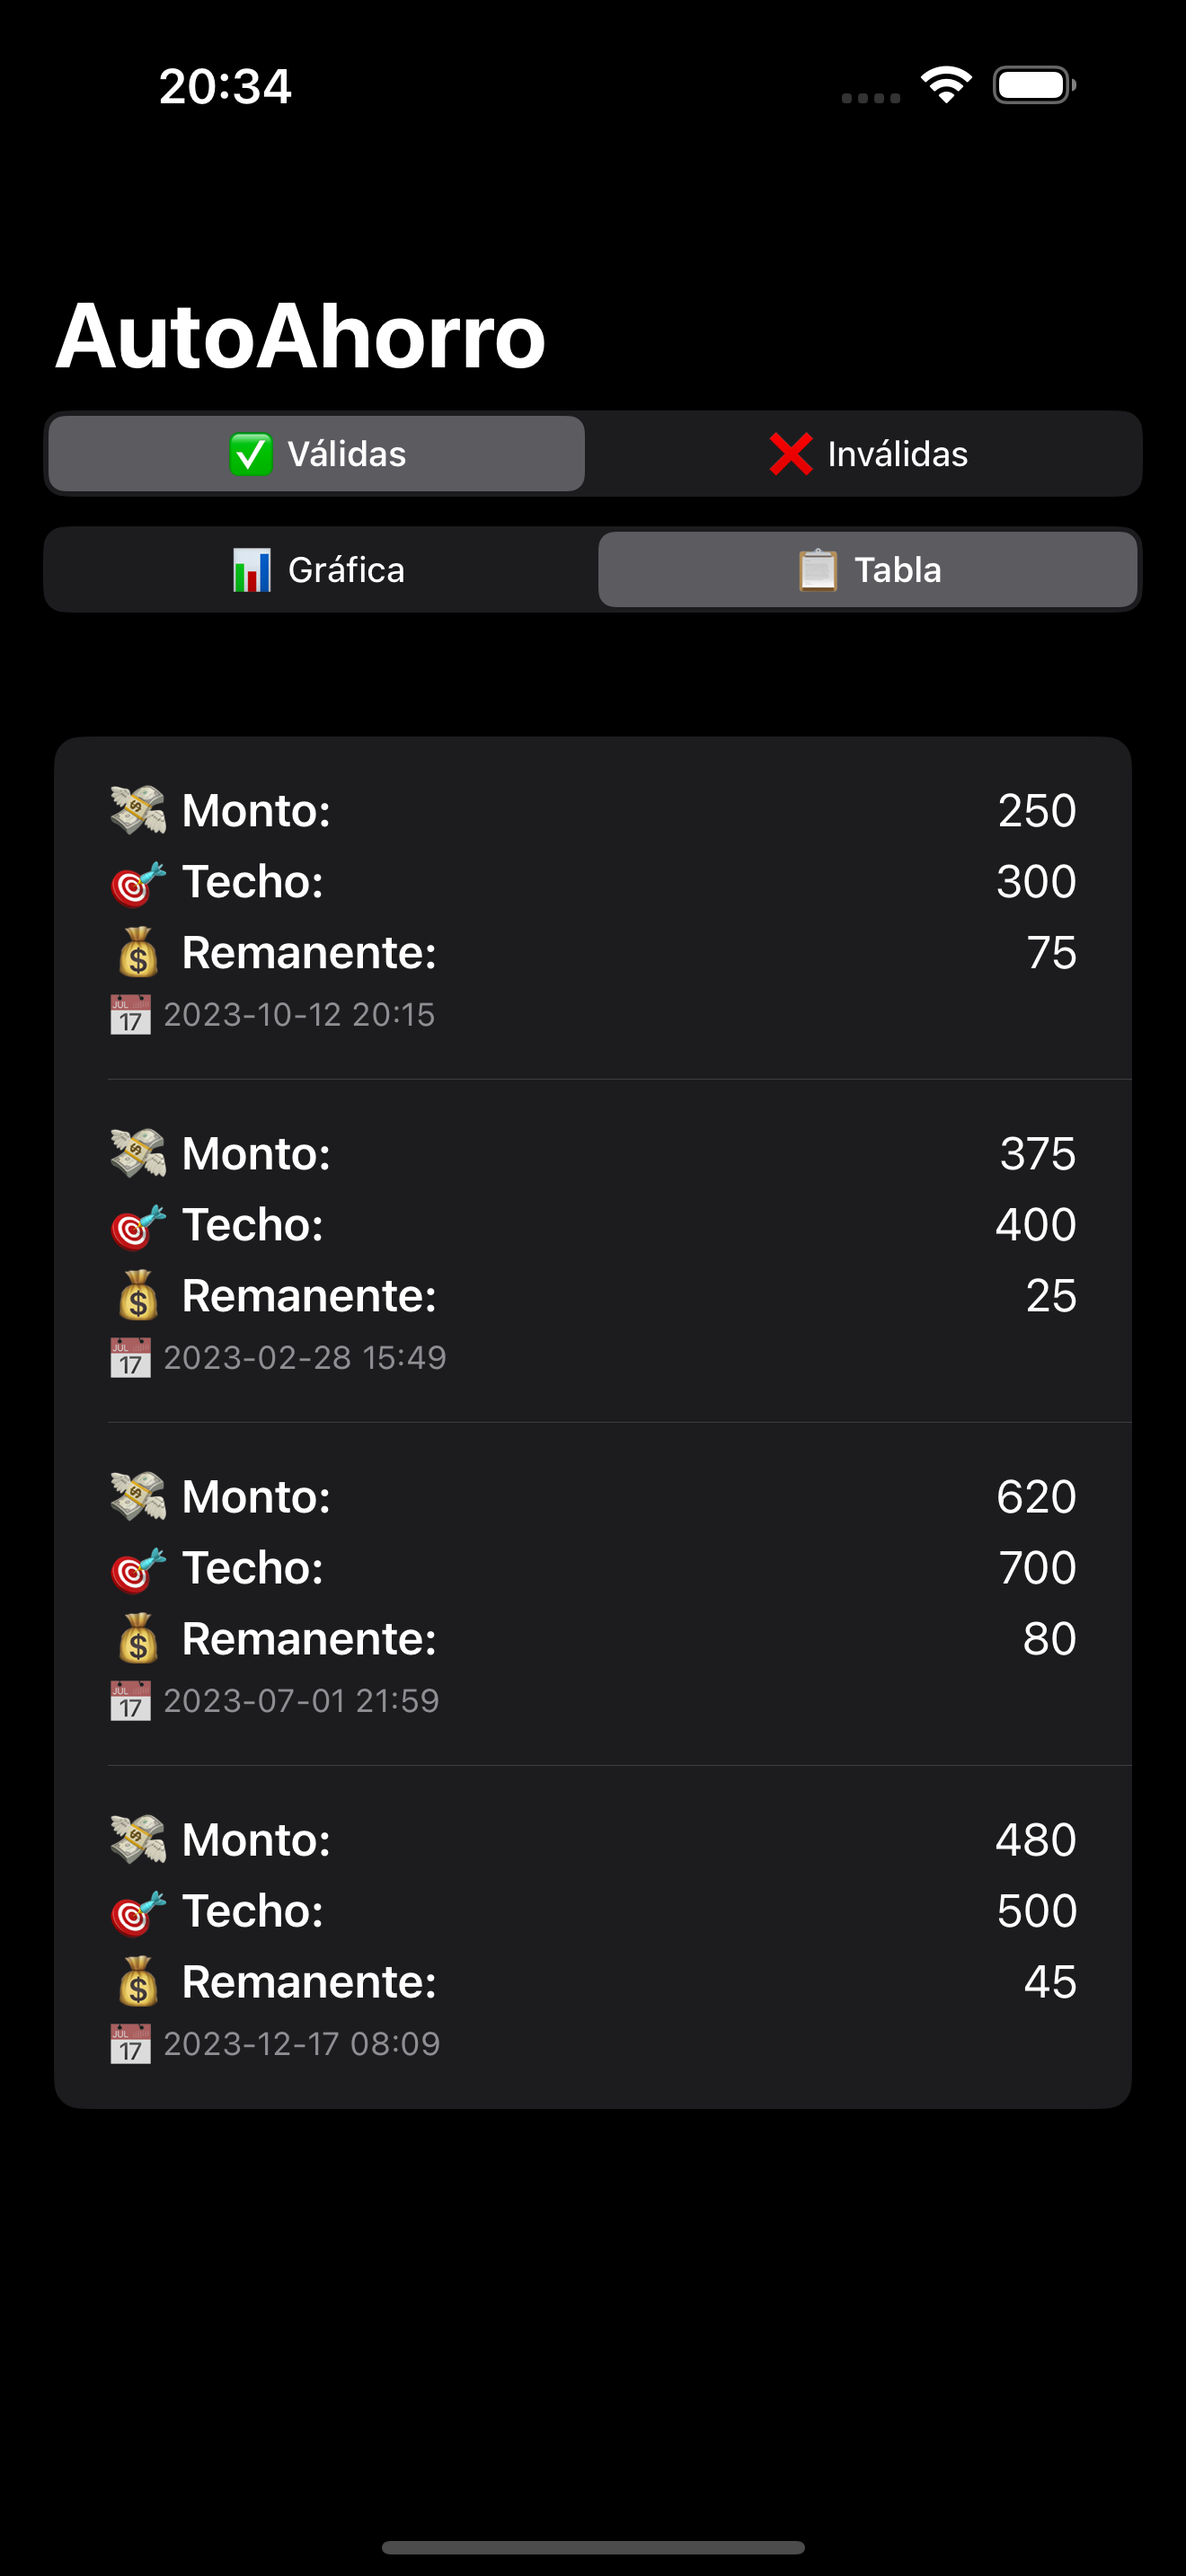 20:34
AutoAhorro
✅ Válidas
❌ Inválidas
📊 Gráfica
📋 Tabla
💸 Monto: 250
🎯 Techo: 300
💰 Remanente: 75
📅 2023-10-12 20:15
💸 Monto: 375
🎯 Techo: 400
💰 Remanente: 25
📅 2023-02-28 15:49
💸 Monto: 620
🎯 Techo: 700
💰 Remanente: 80
📅 2023-07-01 21:59
💸 Monto: 480
🎯 Techo: 500
💰 Remanente: 45
📅 2023-12-17 08:09